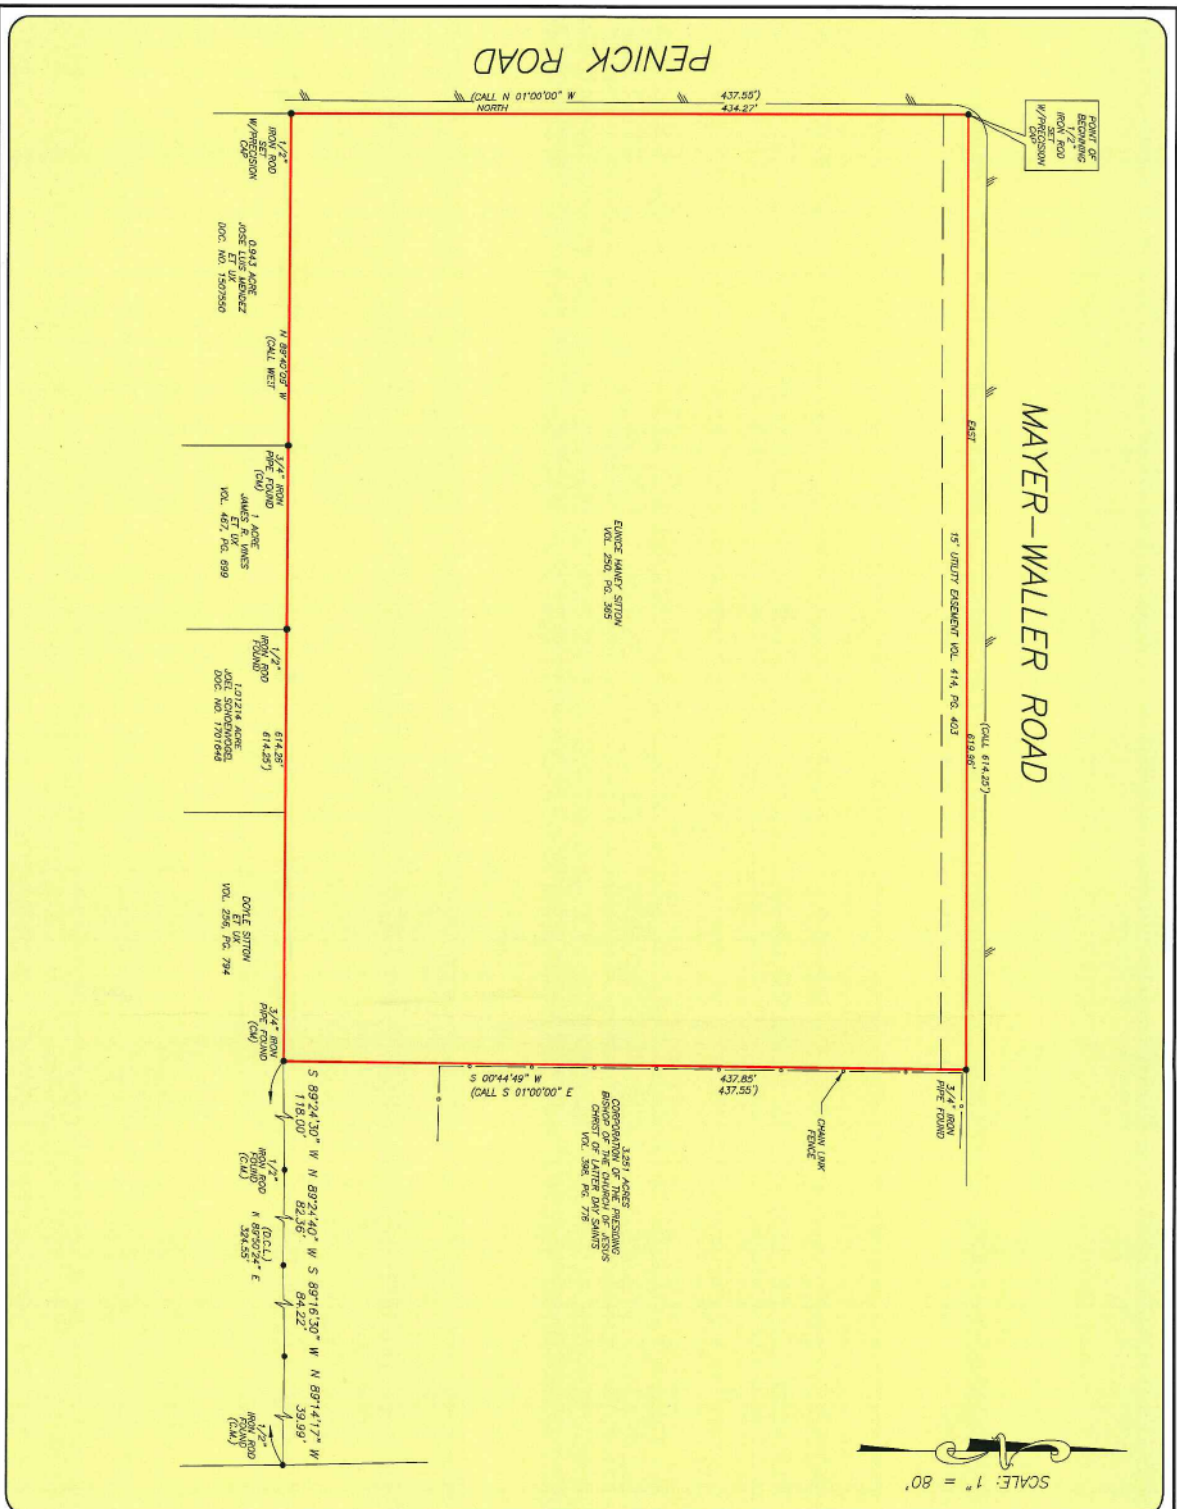 PENICK ROAD
(CALL N 01°00'00" W 437.55')
NORTH 434.27'
POINT OF
BEGINNING
1/2"
IRON ROD
SET
W/PRECISION
CAP
MAYER-WALLER ROAD
(CALL 614.25')
EAST 619.96'
15' UTILITY EASEMENT VOL. 414, PG. 403
EUNICE HANEY SITTON
VOL. 250, PG. 365
1/2"
IRON ROD
SET
W/PRECISION
CAP
0.943 ACRE
JOSE LUIS MENDEZ
ET UX
DOC. NO. 1507550
N 89°40'09" W 614.26'
(CALL WEST 614.25')
3/4" IRON
PIPE FOUND
(CM)
1 ACRE
JAMES R. VINES
ET UX
VOL. 467, PG. 699
1/2"
IRON ROD
FOUND
1.01214 ACRE
JOEL SCHOENVOGEL
DOC. NO. 1701648
DOYLE SITTON
ET UX
VOL. 256, PG. 794
3/4" IRON
PIPE FOUND
(CM)
S 00°44'49" W 437.85'
(CALL S 01°00'00" E 437.55')
3/4" IRON
PIPE FOUND
CHAIN LINK
FENCE
3.251 ACRES
CORPORATION OF THE PRESIDING
BISHOP OF THE CHURCH OF JESUS
CHRIST OF LATTER DAY SAINTS
VOL. 398, PG. 776
S 89°24'30" W
118.00'
N 89°24'40" W
82.36'
S 89°16'30" W
84.22'
N 89°14'17" W
39.99'
1/2"
IRON ROD
FOUND
(C.M.)
(D.C.L.)
N 89°50'24" E
324.55'
1/2"
IRON ROD
FOUND
(C.M.)
SCALE: 1" = 80'